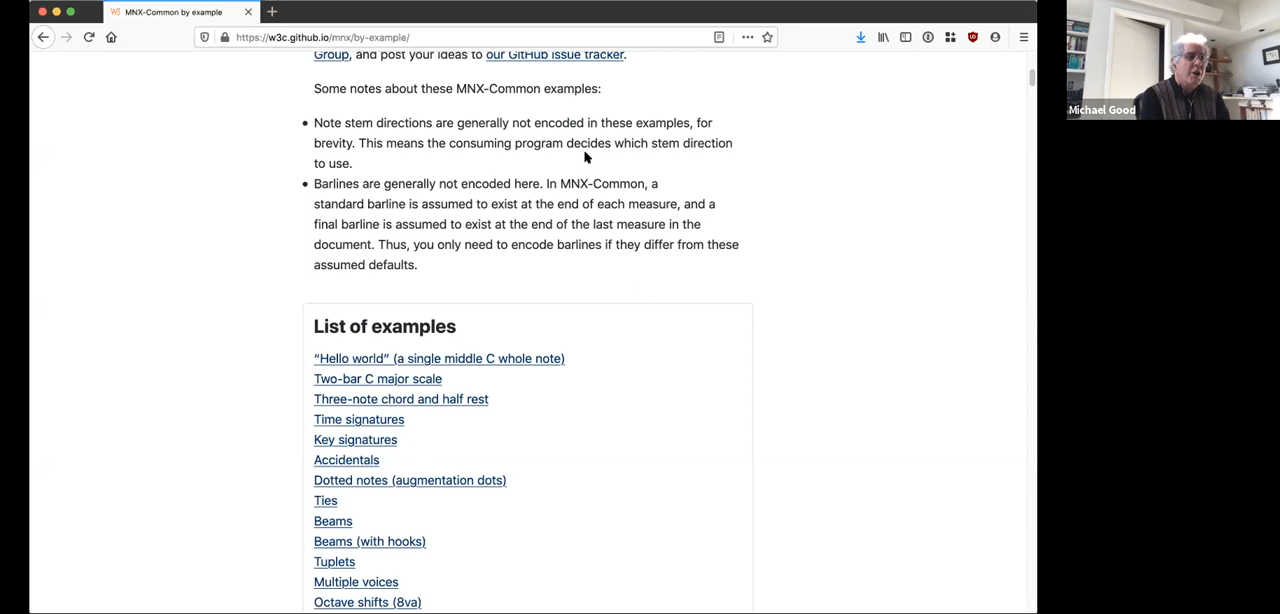 MNX-Common by example
https://w3c.github.io/mnx/by-example/
Group, and post your ideas to our GitHub issue tracker.
Some notes about these MNX-Common examples:
Note stem directions are generally not encoded in these examples, for
brevity. This means the consuming program decides which stem direction
to use.
Barlines are generally not encoded here. In MNX-Common, a
standard barline is assumed to exist at the end of each measure, and a
final barline is assumed to exist at the end of the last measure in the
document. Thus, you only need to encode barlines if they differ from these
assumed defaults.
List of examples
“Hello world” (a single middle C whole note)
Two-bar C major scale
Three-note chord and half rest
Time signatures
Key signatures
Accidentals
Dotted notes (augmentation dots)
Ties
Beams
Beams (with hooks)
Tuplets
Multiple voices
Octave shifts (8va)
Michael Good